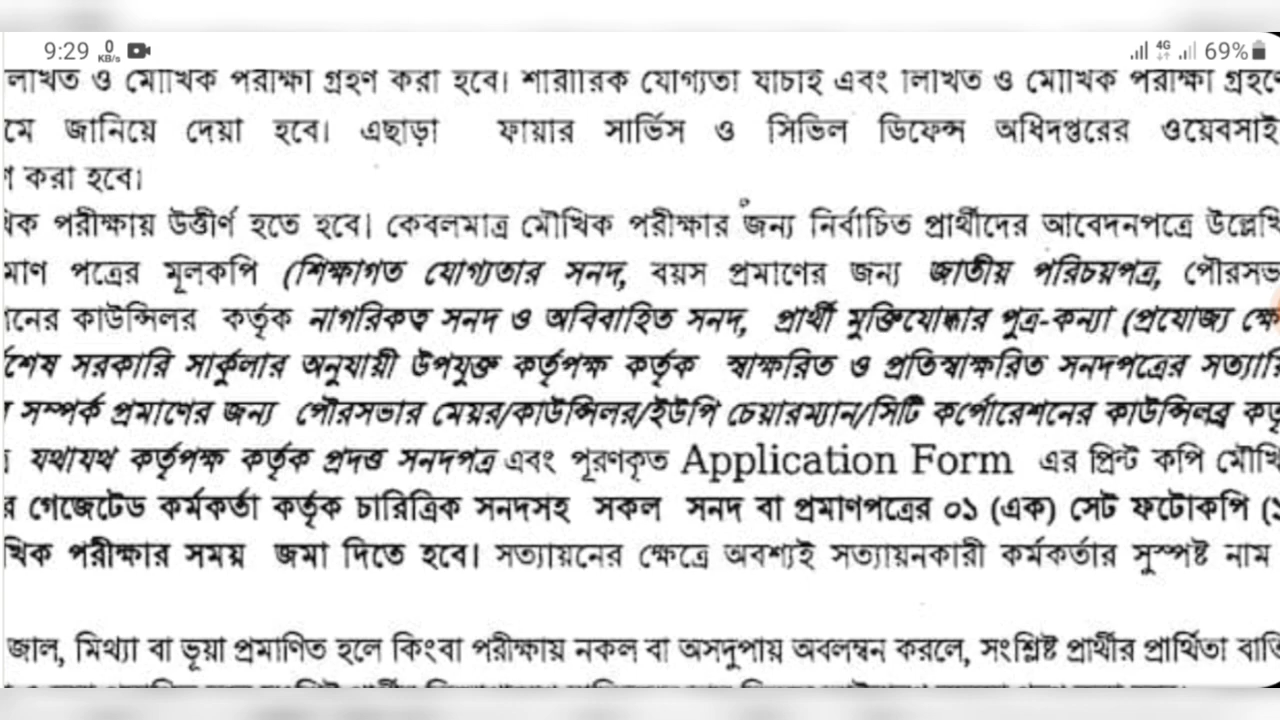 9:29 0 KB/s 4G 69%
লিখিত ও মৌখিক পরীক্ষা গ্রহণ করা হবে। শারীরিক যোগ্যতা যাচাই এবং লিখিত ও মৌখিক পরীক্ষা গ্রহণে
মে জানিয়ে দেয়া হবে। এছাড়া ফায়ার সার্ভিস ও সিভিল ডিফেন্স অধিদপ্তরের ওয়েবসাই
করা হবে।
খিক পরীক্ষায় উত্তীর্ণ হতে হবে। কেবলমাত্র মৌখিক পরীক্ষার জন্য নির্বাচিত প্রার্থীদের আবেদনপত্রে উল্লেখি
মাণ পত্রের মূলকপি (শিক্ষাগত যোগ্যতার সনদ, বয়স প্রমাণের জন্য জাতীয় পরিচয়পত্র, পৌরসভ
নের কাউন্সিলর কর্তৃক নাগরিকত্ব সনদ ও অবিবাহিত সনদ, প্রার্থী মুক্তিযোদ্ধার পুত্র-কন্যা (প্রযোজ্য ক্ষে
র্বশেষ সরকারি সার্কুলার অনুযায়ী উপযুক্ত কর্তৃপক্ষ কর্তৃক স্বাক্ষরিত ও প্রতিস্বাক্ষরিত সনদপত্রের সত্যায়ি
সম্পর্ক প্রমাণের জন্য পৌরসভার মেয়র/কাউন্সিলর/ইউপি চেয়ারম্যান/সিটি কর্পোরেশনের কাউন্সিলর কর্তৃ
যথাযথ কর্তৃপক্ষ কর্তৃক প্রদত্ত সনদপত্র এবং পূরণকৃত Application Form এর প্রিন্ট কপি মৌখি
র গেজেটেড কর্মকর্তা কর্তৃক চারিত্রিক সনদসহ সকল সনদ বা প্রমাণপত্রের ০১ (এক) সেট ফটোকপি (১
খিক পরীক্ষার সময় জমা দিতে হবে। সত্যায়নের ক্ষেত্রে অবশ্যই সত্যায়নকারী কর্মকর্তার সুস্পষ্ট নাম
জাল, মিথ্যা বা ভূয়া প্রমাণিত হলে কিংবা পরীক্ষায় নকল বা অসদুপায় অবলম্বন করলে, সংশ্লিষ্ট প্রার্থীর প্রার্থিতা বাতি